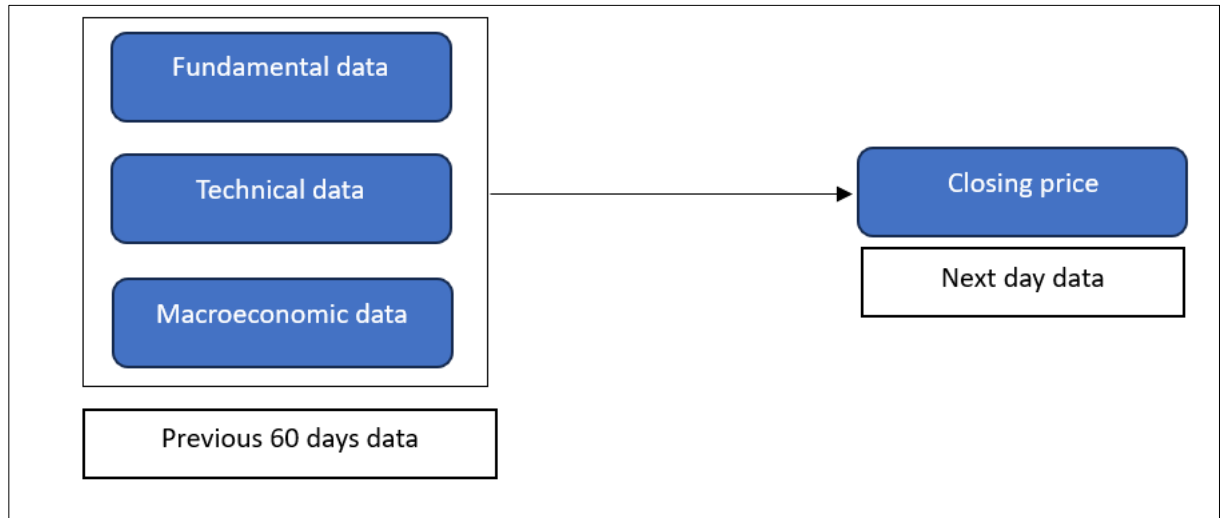 Fundamental data
Technical data
Macroeconomic data
Previous 60 days data
Closing price
Next day data